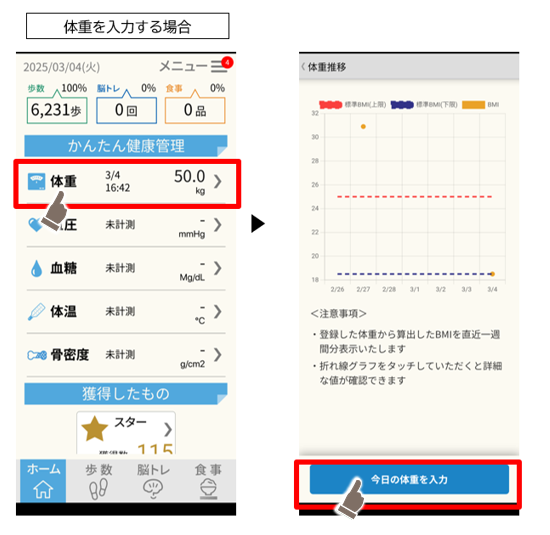 体重を入力する場合
2025/03/04(火)
メニュー 4
歩数 100% 脳トレ 0% 食事 0%
6,231歩 0回 0品
かんたん健康管理
体重 3/4 16:42 50.0 kg
圧 未計測 - mmHg
血糖 未計測 - Mg/dL
体温 未計測 - ℃
骨密度 未計測 - g/cm2
獲得したもの
スター
115
ホーム 歩数 脳トレ 食事
体重推移
標準BMI(上限) 標準BMI(下限) BMI
32
30
28
26
24
22
20
18
2/26 2/27 2/28 3/1 3/2 3/3 3/4
＜注意事項＞
・登録した体重から算出したBMIを直近一週
間分表示いたします
・折れ線グラフをタッチしていただくと詳細
な値が確認できます
今日の体重を入力